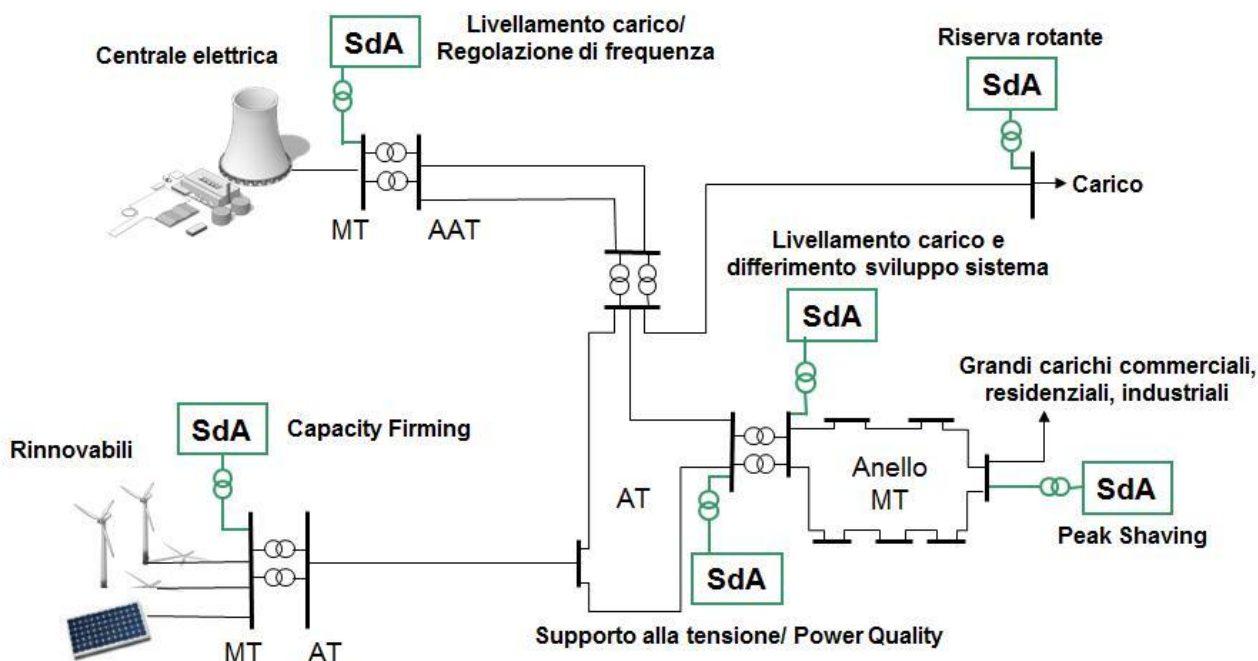 Livellamento carico/
Regolazione di frequenza
SdA
Centrale elettrica
Riserva rotante
SdA
Carico
MT
AAT
Livellamento carico e
differimento sviluppo sistema
SdA
Grandi carichi commerciali,
residenziali, industriali
Rinnovabili
SdA
Capacity Firming
AT
Anello
MT
SdA
Peak Shaving
SdA
Supporto alla tensione/ Power Quality
MT
AT